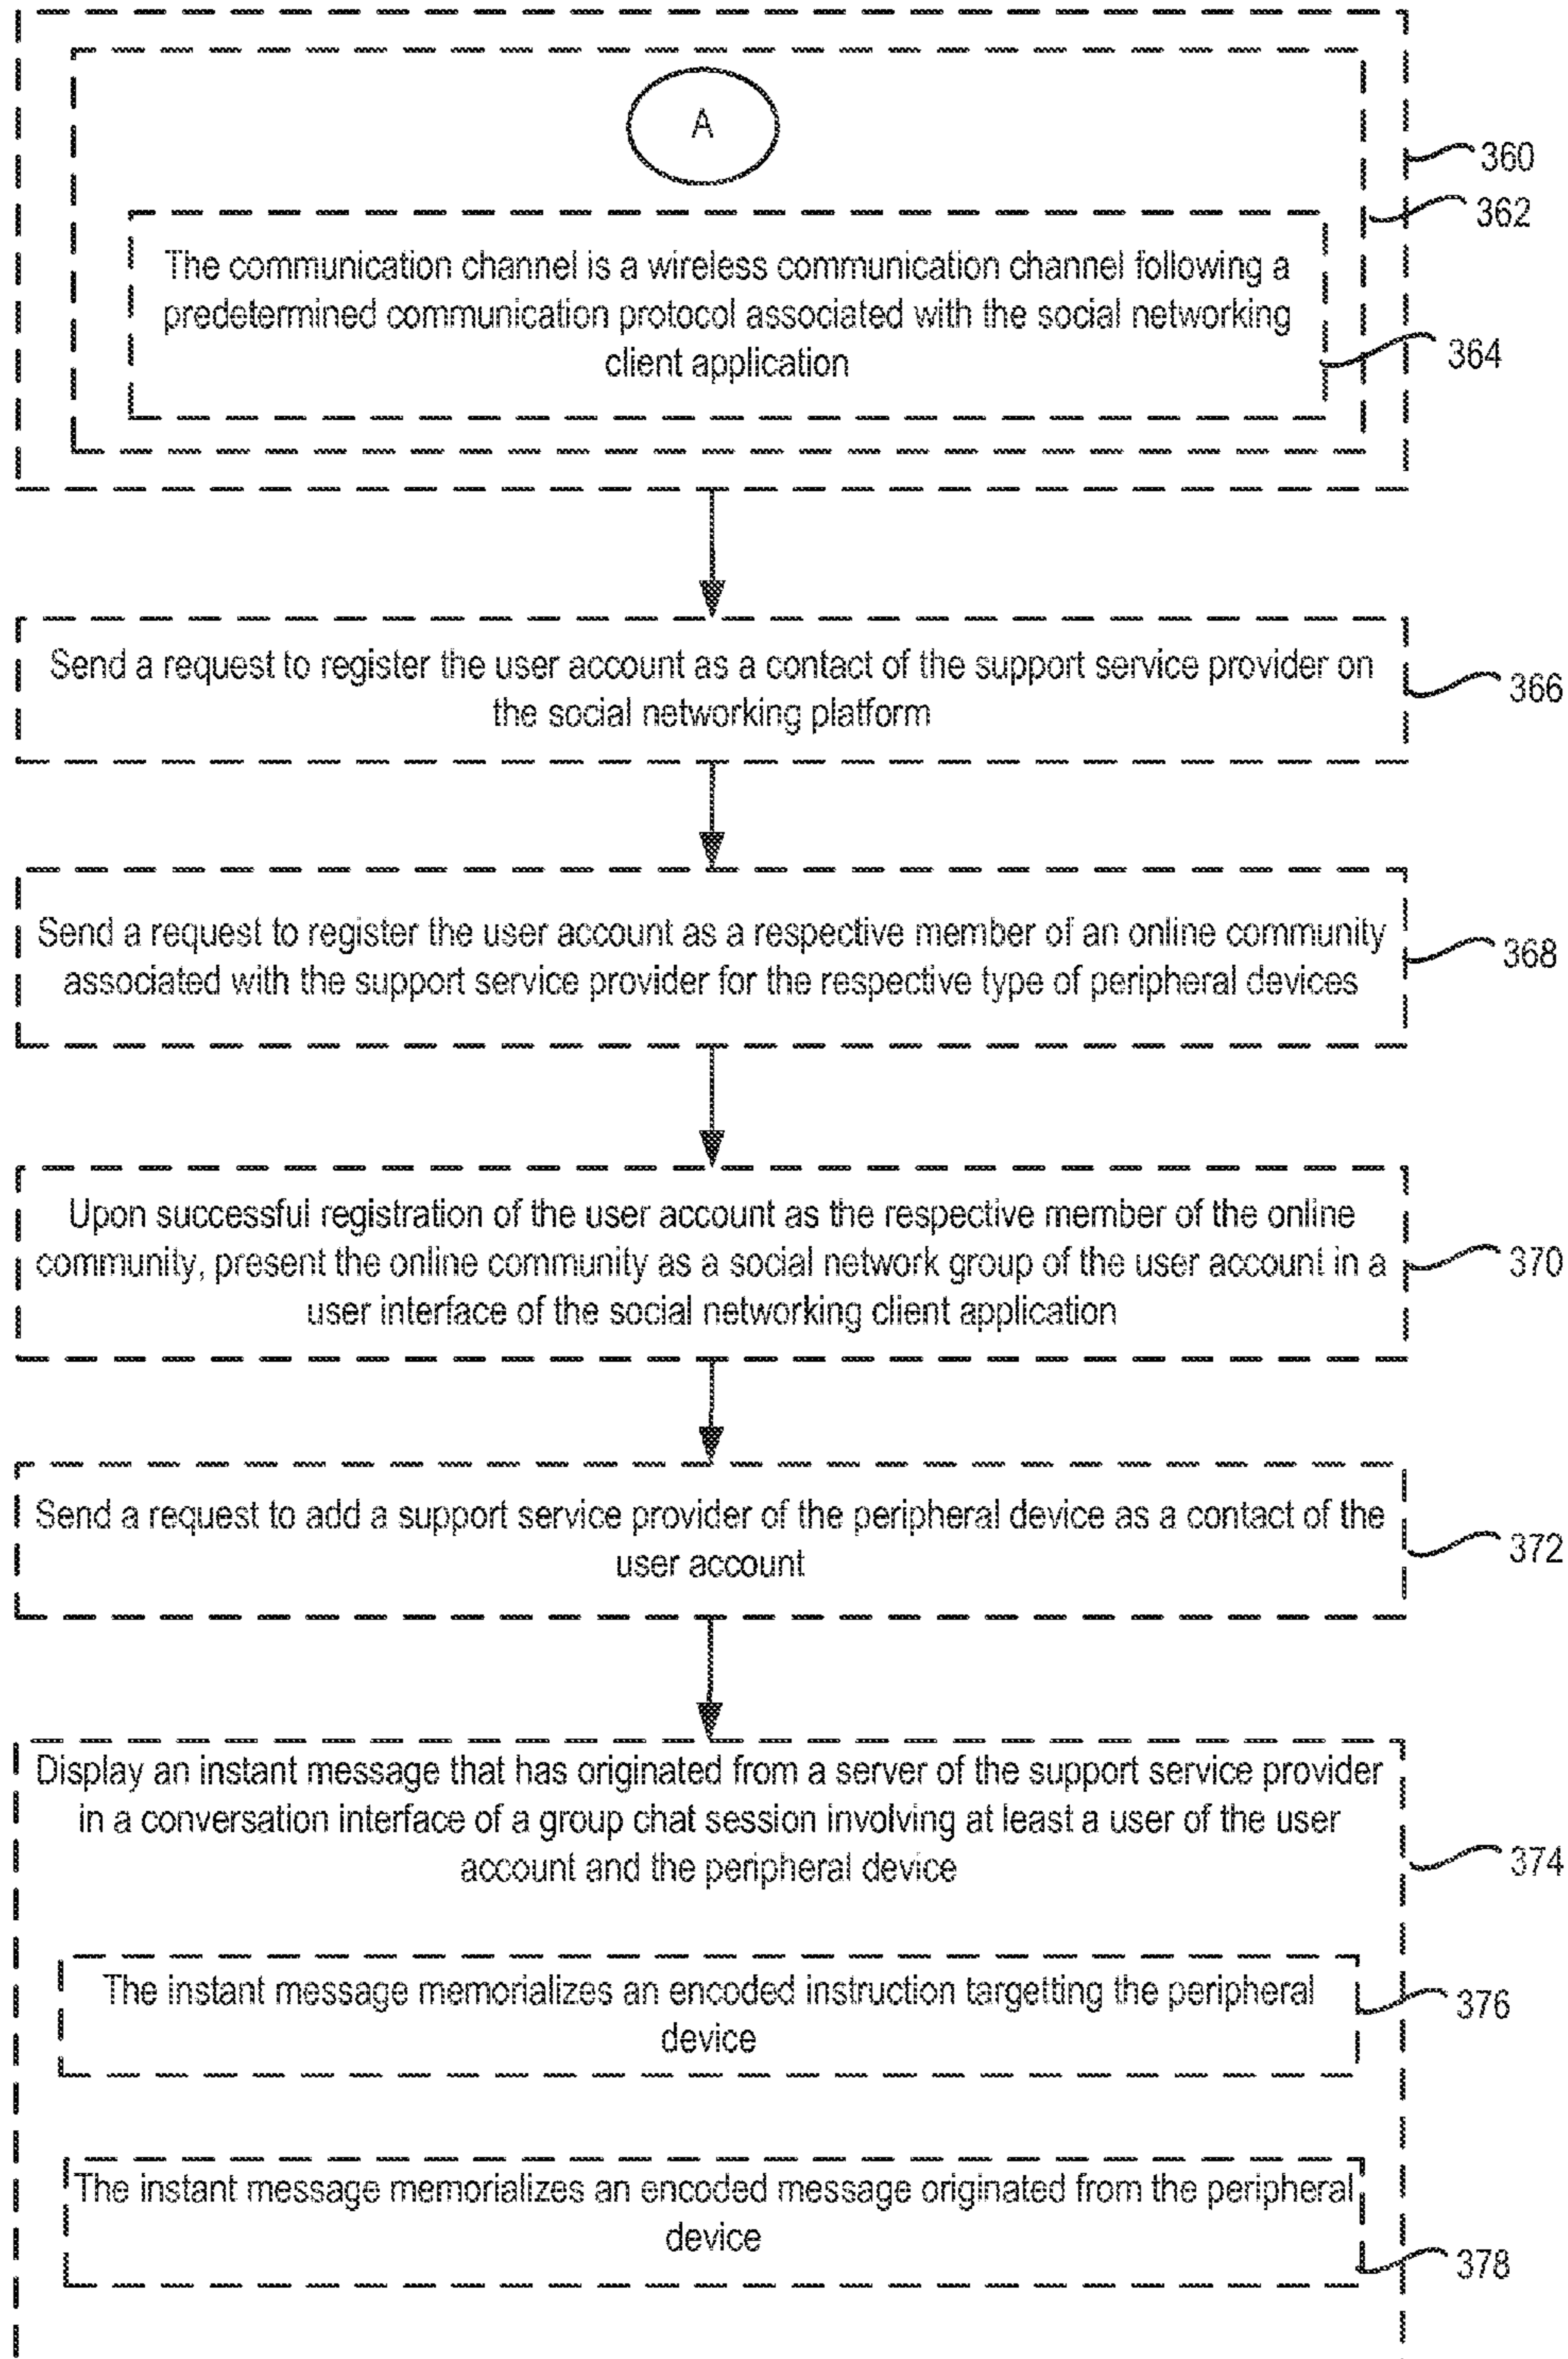 A
360
362
The communication channel is a wireless communication channel following a
predetermined communication protocol associated with the social networking
client application
364
Send a request to register the user account as a contact of the support service provider on
the social networking platform
366
Send a request to register the user account as a respective member of an online community
associated with the support service provider for the respective type of peripheral devices
368
Upon successful registration of the user account as the respective member of the online
community, present the online community as a social network group of the user account in a
user interface of the social networking client application
370
Send a request to add a support service provider of the peripheral device as a contact of the
user account
372
Display an instant message that has originated from a server of the support service provider
in a conversation interface of a group chat session involving at least a user of the user
account and the peripheral device
374
The instant message memorializes an encoded instruction targetting the peripheral
device
376
The instant message memorializes an encoded message originated from the peripheral
device
378